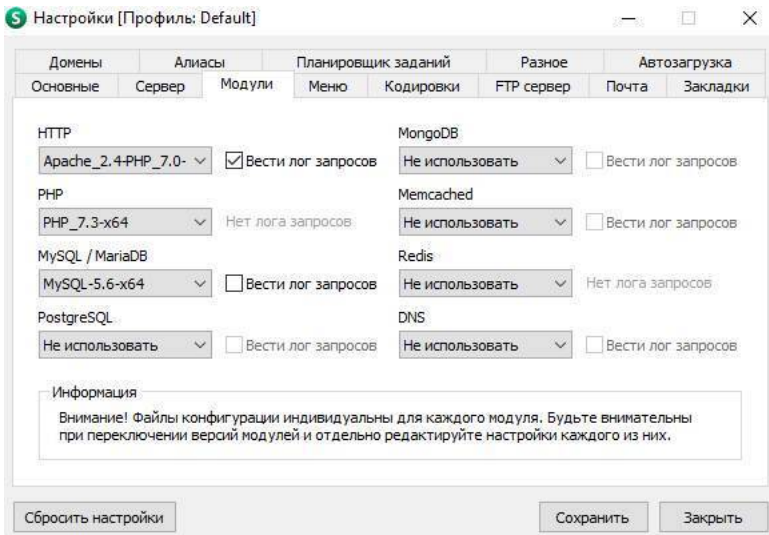 Настройки [Профиль: Default]
Домены Алиасы Планировщик заданий Разное Автозагрузка
Основные Сервер Модули Меню Кодировки FTP сервер Почта Закладки
HTTP MongoDB
Apache_2.4-PHP_7.0- Вести лог запросов Не использовать Вести лог запросов
PHP Memcached
PHP_7.3-x64 Нет лога запросов Не использовать Вести лог запросов
MySQL / MariaDB Redis
MySQL-5.6-x64 Вести лог запросов Не использовать Нет лога запросов
PostgreSQL DNS
Не использовать Вести лог запросов Не использовать Вести лог запросов
Информация
Внимание! Файлы конфигурации индивидуальны для каждого модуля. Будьте внимательны
при переключении версий модулей и отдельно редактируйте настройки каждого из них.
Сбросить настройки Сохранить Закрыть